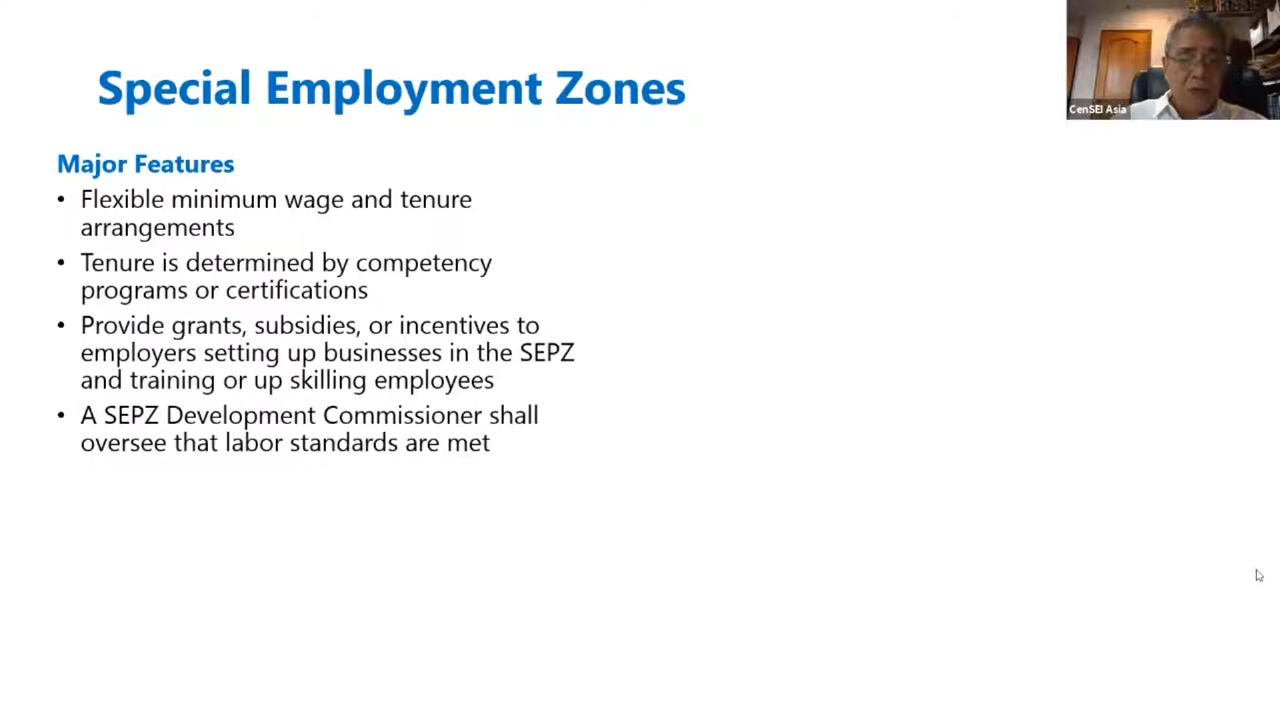 Special Employment Zones
CenSEI Asia
Major Features
• Flexible minimum wage and tenure
arrangements
• Tenure is determined by competency
programs or certifications
• Provide grants, subsidies, or incentives to
employers setting up businesses in the SEPZ
and training or up skilling employees
• A SEPZ Development Commissioner shall
oversee that labor standards are met